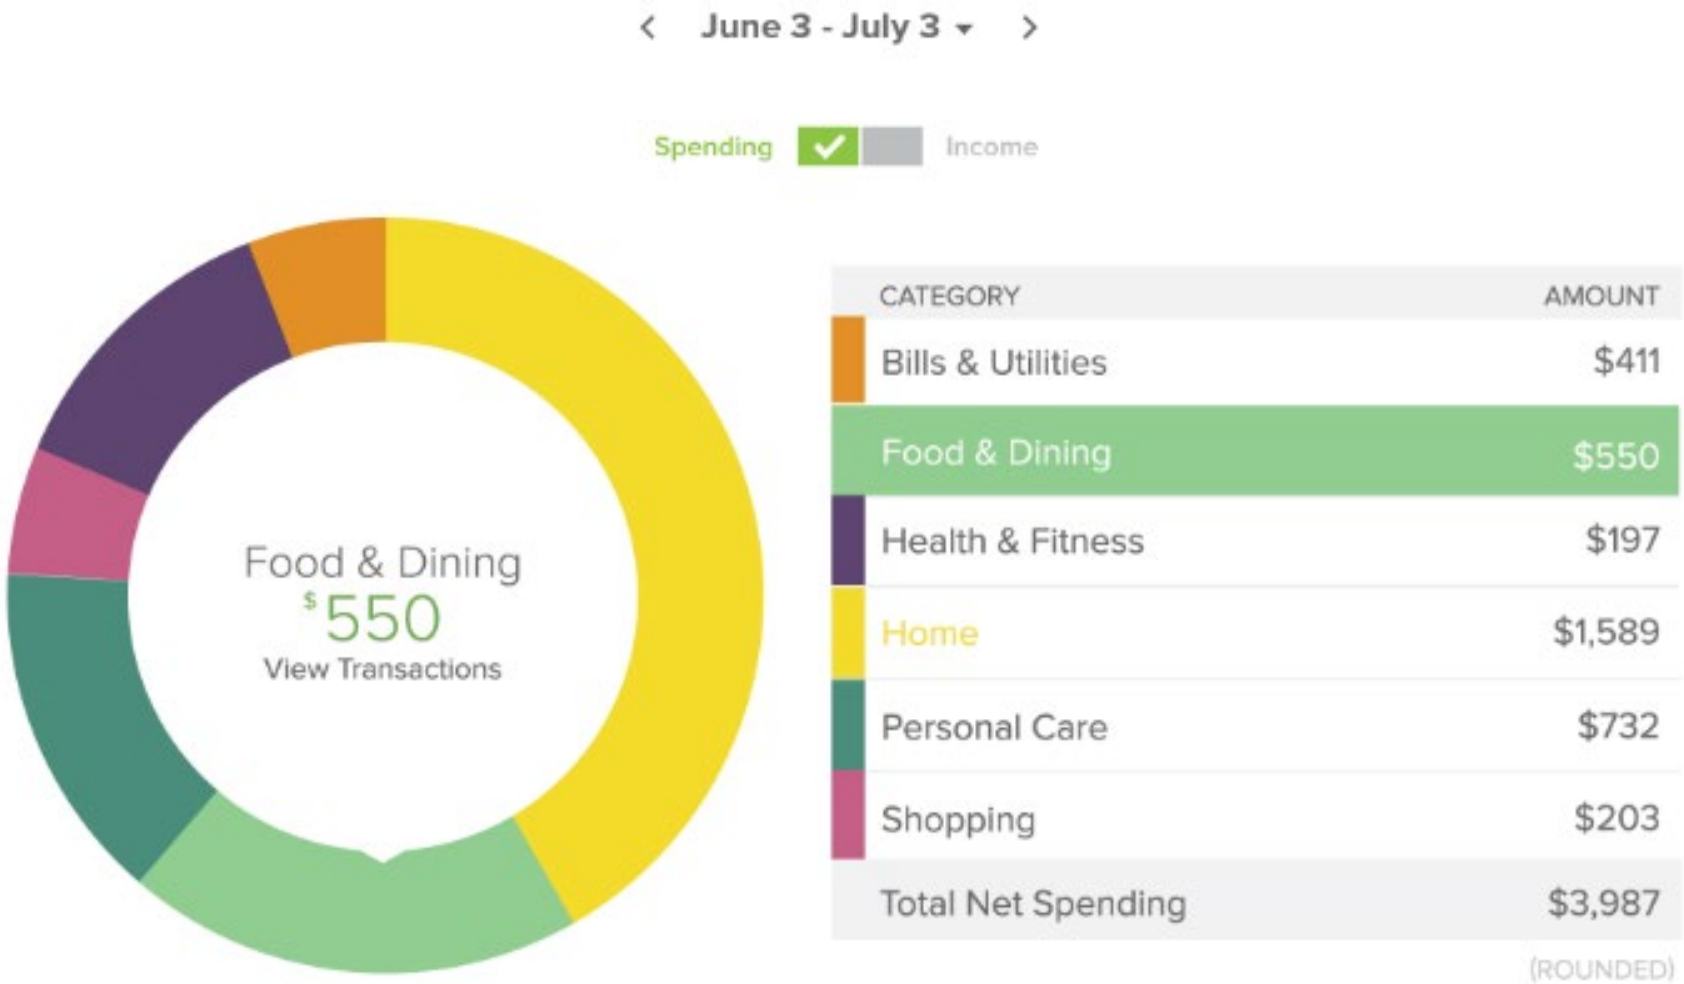 June 3 - July 3
Spending Income
Food & Dining
$550
View Transactions
CATEGORY AMOUNT
Bills & Utilities $411
Food & Dining $550
Health & Fitness $197
Home $1,589
Personal Care $732
Shopping $203
Total Net Spending $3,987
(ROUNDED)